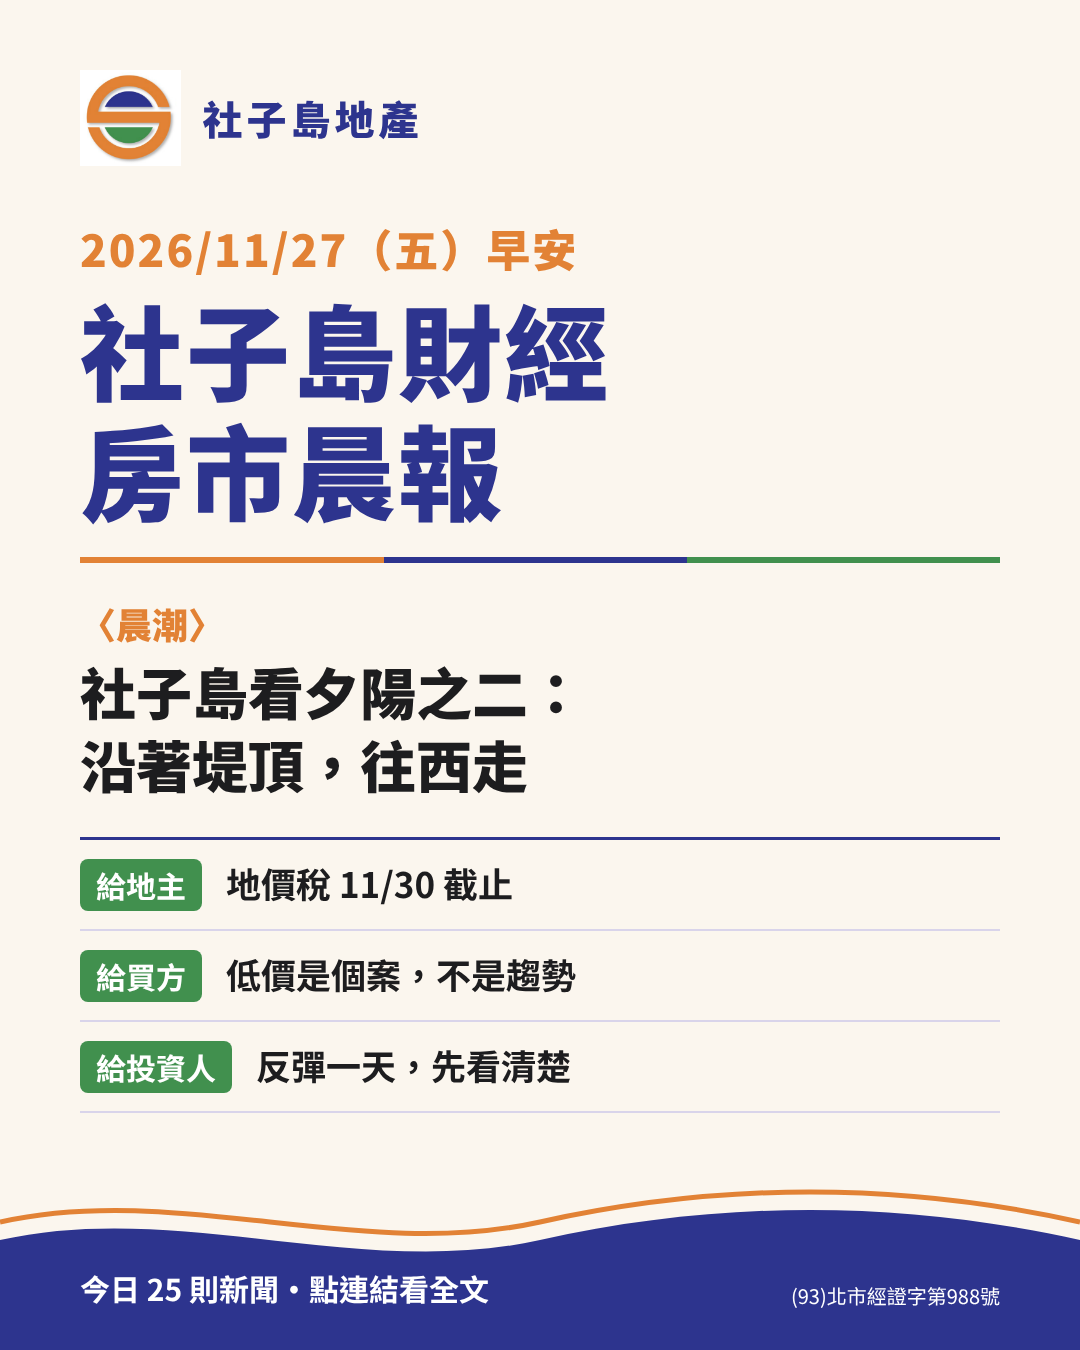 社子島地產
2026/11/27（五）早安
社子島財經
房市晨報
〈晨潮〉
社子島看夕陽之二：
沿著堤頂，往西走
給地主 地價稅 11/30 截止
給買方 低價是個案，不是趨勢
給投資人 反彈一天，先看清楚
今日 25 則新聞・點連結看全文
(93)北市經證字第988號